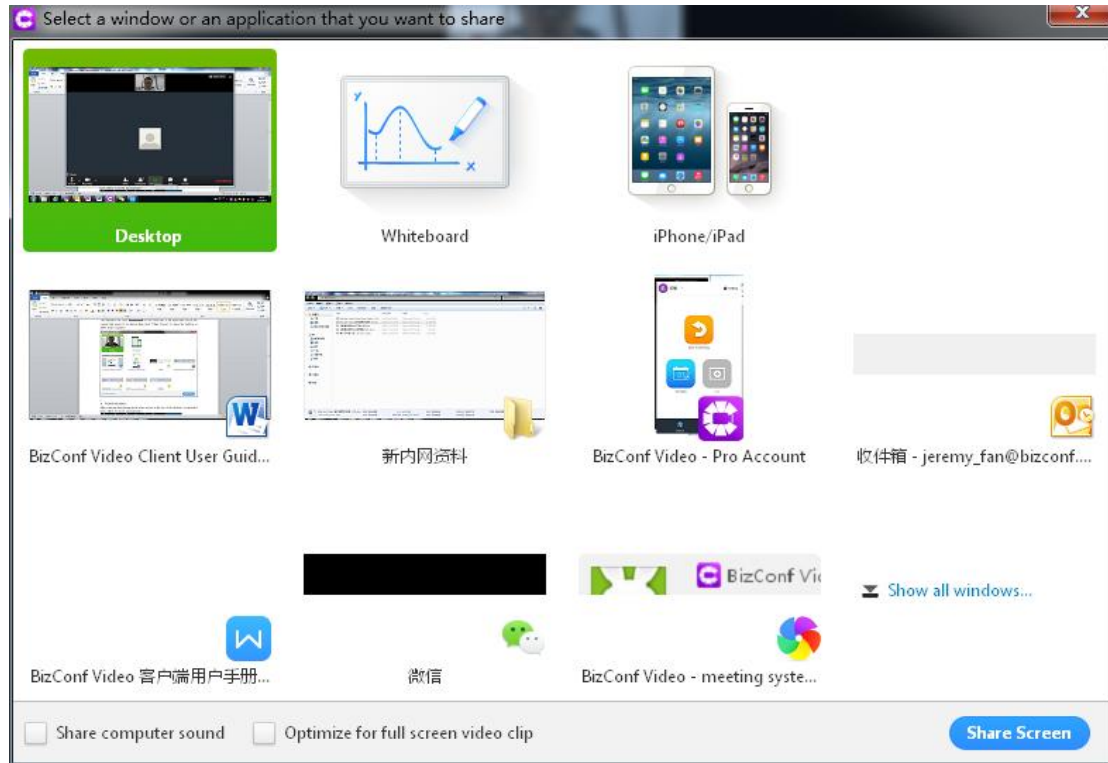 Select a window or an application that you want to share
Desktop
Whiteboard
iPhone/iPad
BizConf Video Client User Guid...
新内网资料
BizConf Video - Pro Account
收件箱 - jeremy_fan@bizconf....
BizConf Vid
Show all windows...
BizConf Video 客户端用户手册...
微信
BizConf Video - meeting syste...
Share computer sound
Optimize for full screen video clip
Share Screen